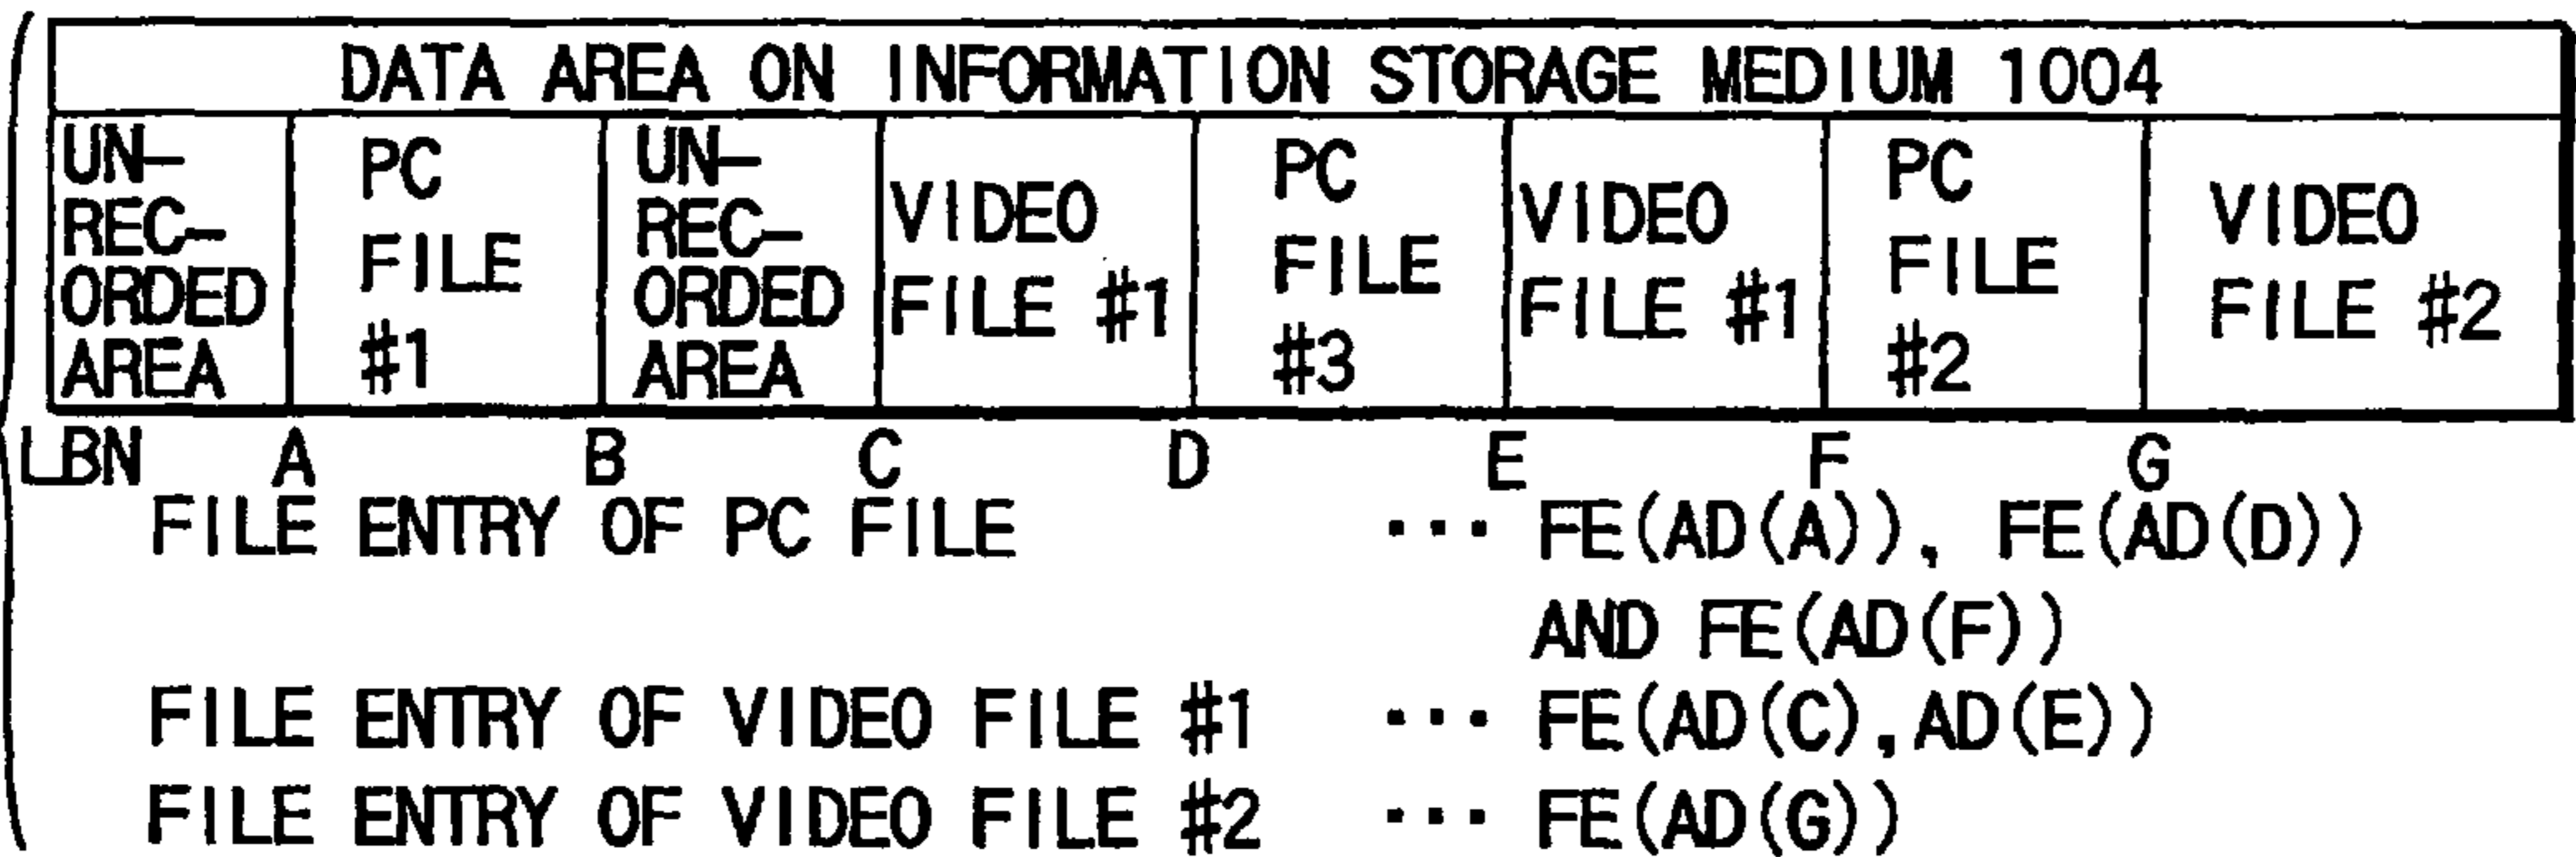 DATA AREA ON INFORMATION STORAGE MEDIUM 1004
UN-
REC-
ORDED
AREA
PC
FILE
#1
UN-
REC-
ORDED
AREA
VIDEO
FILE #1
PC
FILE
#3
VIDEO
FILE #1
PC
FILE
#2
VIDEO
FILE #2
LBN A B C D E F G
FILE ENTRY OF PC FILE ... FE(AD(A)), FE(AD(D))
AND FE(AD(F))
FILE ENTRY OF VIDEO FILE #1 ... FE(AD(C),AD(E))
FILE ENTRY OF VIDEO FILE #2 ... FE(AD(G))